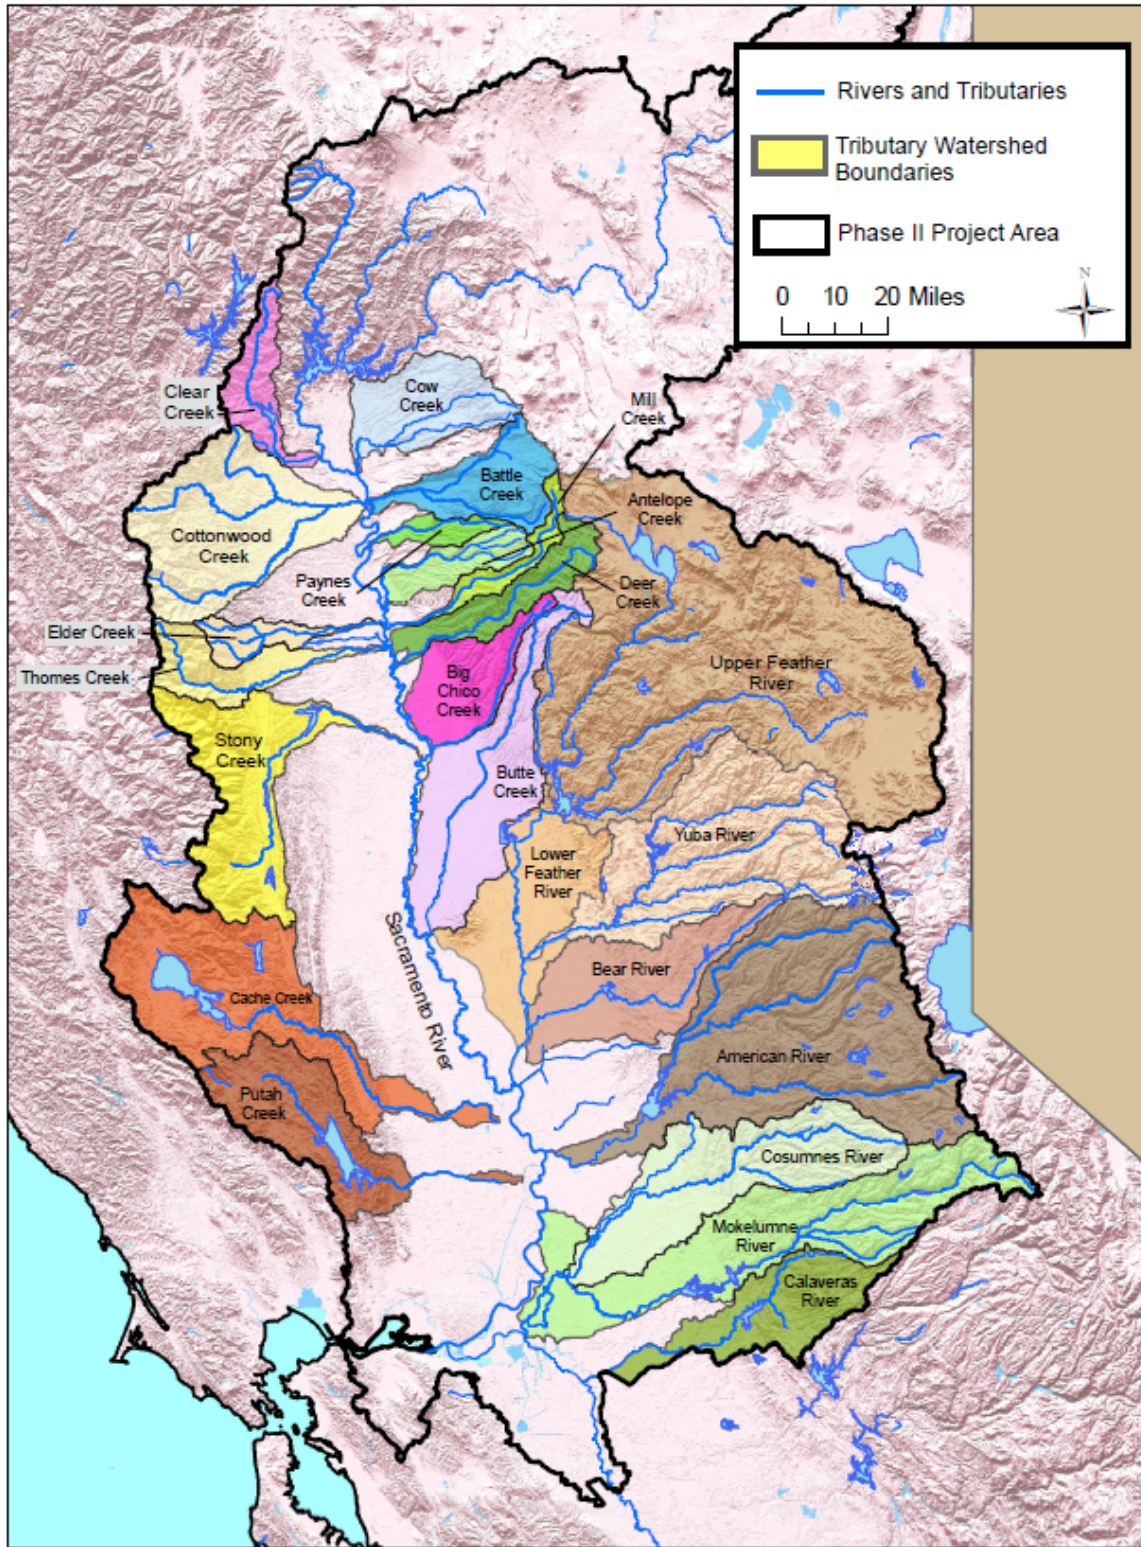 Rivers and Tributaries
Tributary Watershed
Boundaries
Phase II Project Area
0 10 20 Miles
N
Clear
Creek
Cow
Creek
Mill
Creek
Battle
Creek
Antelope
Creek
Cottonwood
Creek
Paynes
Creek
Deer
Creek
Elder Creek
Thomes Creek
Big
Chico
Creek
Upper Feather
River
Stony
Creek
Butte
Creek
Yuba River
Lower
Feather
River
Sacramento River
Bear River
Cache Creek
American River
Putah
Creek
Cosumnes River
Mokelumne
River
Calaveras
River